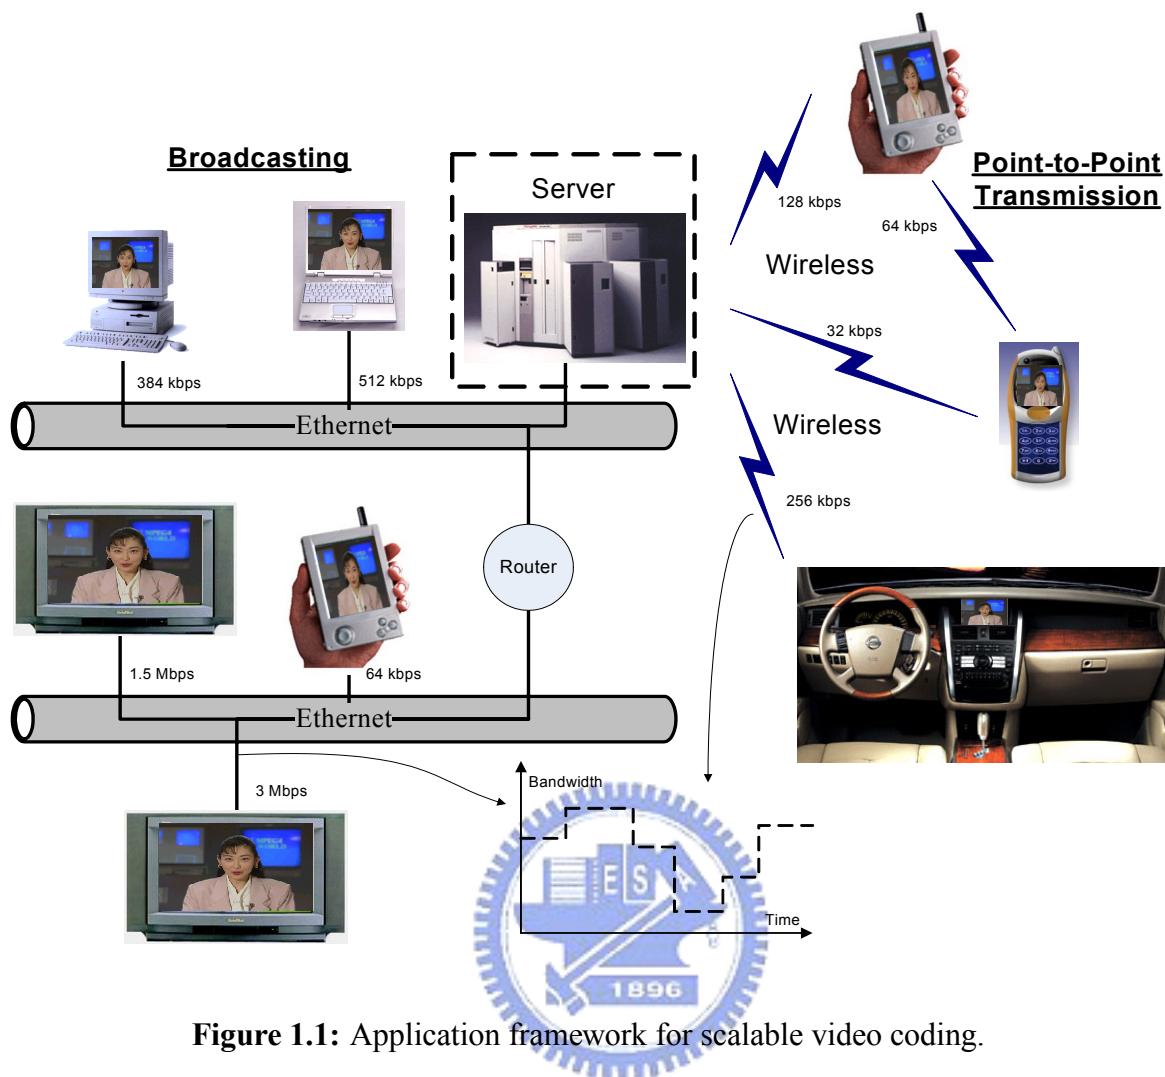 Broadcasting
Server
Point-to-Point
Transmission
128 kbps
64 kbps
Wireless
32 kbps
384 kbps
512 kbps
Ethernet
Wireless
256 kbps
Router
1.5 Mbps
64 kbps
Ethernet
3 Mbps
Bandwidth
E S A
Time
1896
Figure 1.1: Application framework for scalable video coding.